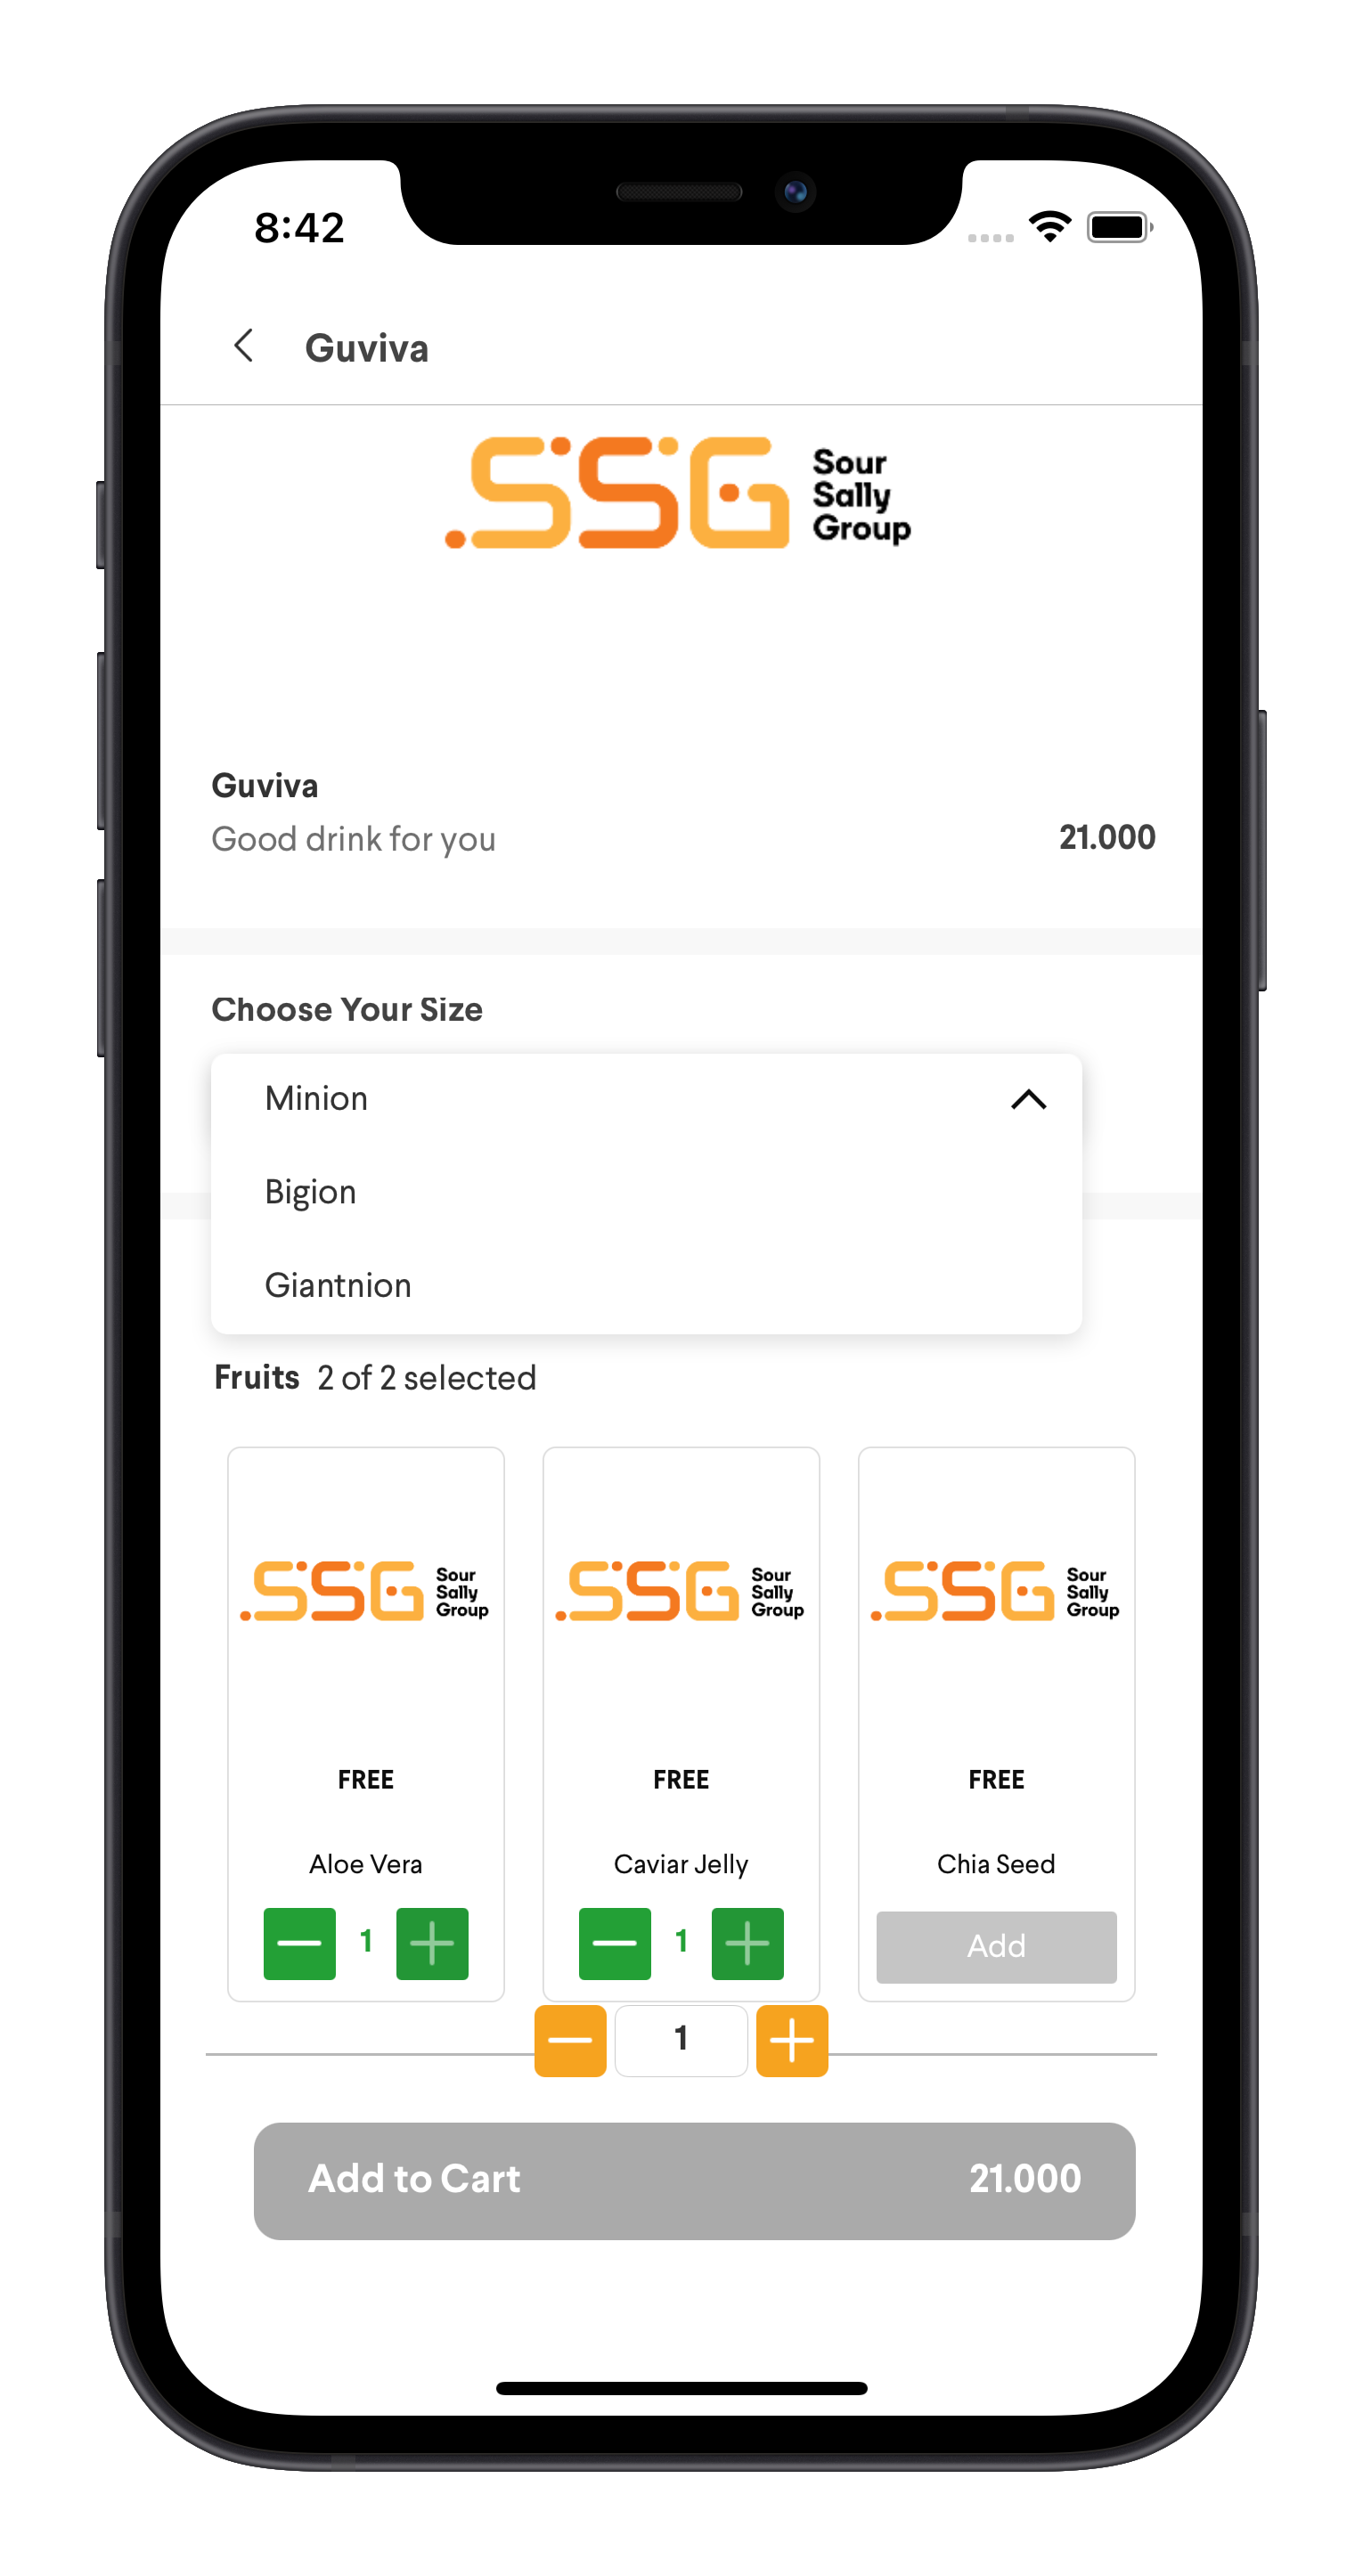 8:42
Guviva
SSG Sour
Sally
Group
Guviva
Good drink for you
21.000
Choose Your Size
Minion
Bigion
Giantnion
Fruits 2 of 2 selected
SSG Sour
Sally
Group
FREE
Aloe Vera
1
SSG Sour
Sally
Group
FREE
Caviar Jelly
1
SSG Sour
Sally
Group
FREE
Chia Seed
Add
1
Add to Cart 21.000